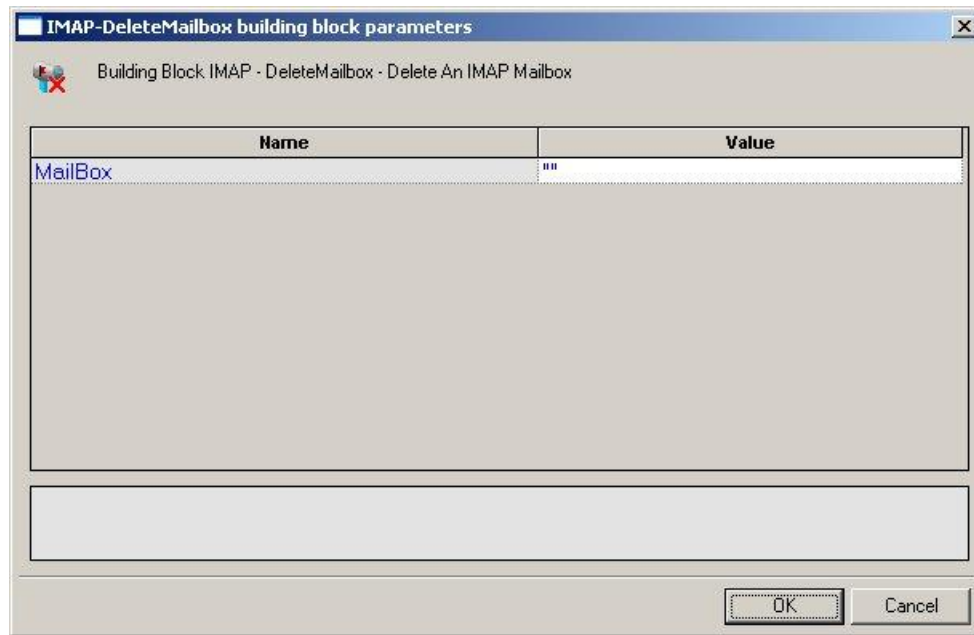 IMAP-DeleteMailbox building block parameters
Building Block IMAP - DeleteMailbox - Delete An IMAP Mailbox
Name Value
MailBox ""
OK Cancel